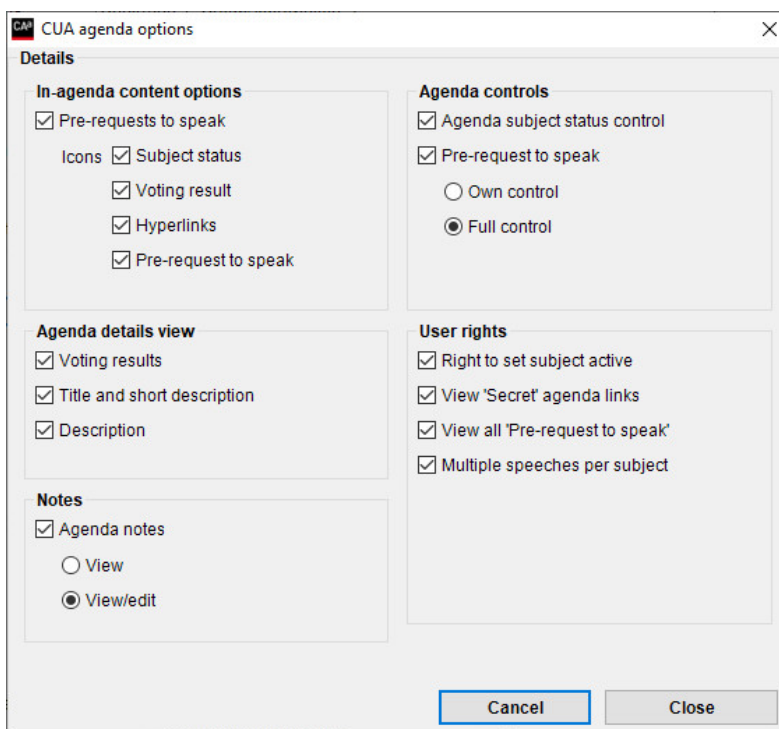 CUA agenda options
Details
In-agenda content options
Pre-requests to speak
Icons Subject status
Voting result
Hyperlinks
Pre-request to speak
Agenda controls
Agenda subject status control
Pre-request to speak
Own control
Full control
Agenda details view
Voting results
Title and short description
Description
User rights
Right to set subject active
View 'Secret' agenda links
View all 'Pre-request to speak'
Multiple speeches per subject
Notes
Agenda notes
View
View/edit
Cancel
Close